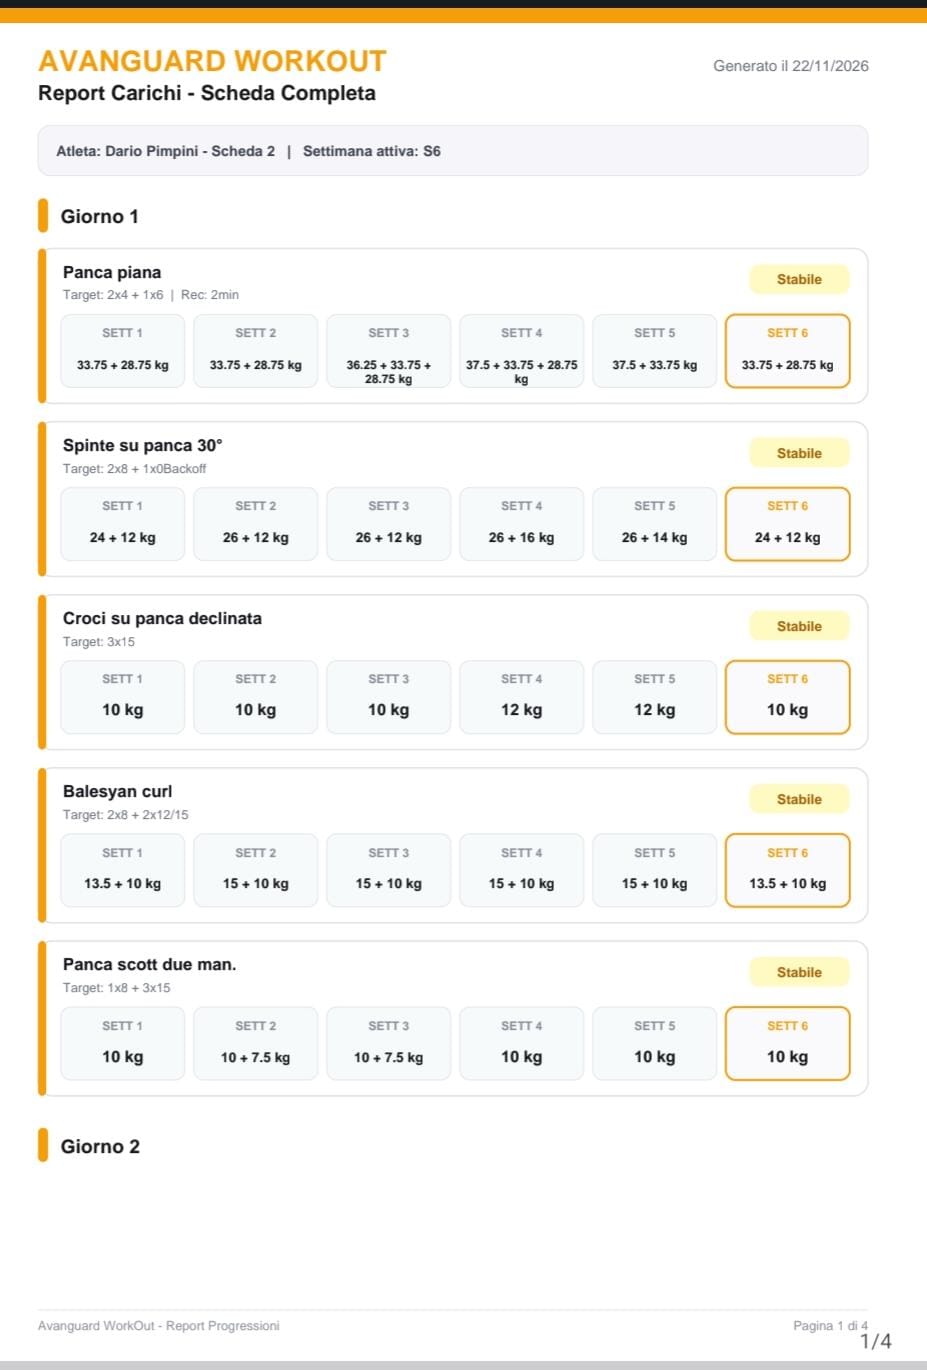 AVANGUARD WORKOUT
Generato il 22/11/2026
Report Carichi - Scheda Completa
Atleta: Dario Pimpini - Scheda 2 | Settimana attiva: S6
Giorno 1
Panca piana
Stabile
Target: 2x4 + 1x6 | Rec: 2min
SETT 1
33.75 + 28.75 kg
SETT 2
33.75 + 28.75 kg
SETT 3
36.25 + 33.75 +
28.75 kg
SETT 4
37.5 + 33.75 + 28.75
kg
SETT 5
37.5 + 33.75 kg
SETT 6
33.75 + 28.75 kg
Spinte su panca 30°
Stabile
Target: 2x8 + 1x0Backoff
SETT 1
24 + 12 kg
SETT 2
26 + 12 kg
SETT 3
26 + 12 kg
SETT 4
26 + 16 kg
SETT 5
26 + 14 kg
SETT 6
24 + 12 kg
Croci su panca declinata
Stabile
Target: 3x15
SETT 1
10 kg
SETT 2
10 kg
SETT 3
10 kg
SETT 4
12 kg
SETT 5
12 kg
SETT 6
10 kg
Balesyan curl
Stabile
Target: 2x8 + 2x12/15
SETT 1
13.5 + 10 kg
SETT 2
15 + 10 kg
SETT 3
15 + 10 kg
SETT 4
15 + 10 kg
SETT 5
15 + 10 kg
SETT 6
13.5 + 10 kg
Panca scott due man.
Stabile
Target: 1x8 + 3x15
SETT 1
10 kg
SETT 2
10 + 7.5 kg
SETT 3
10 + 7.5 kg
SETT 4
10 kg
SETT 5
10 kg
SETT 6
10 kg
Giorno 2
Avanguard WorkOut - Report Progressioni
Pagina 1 di 4
1/4